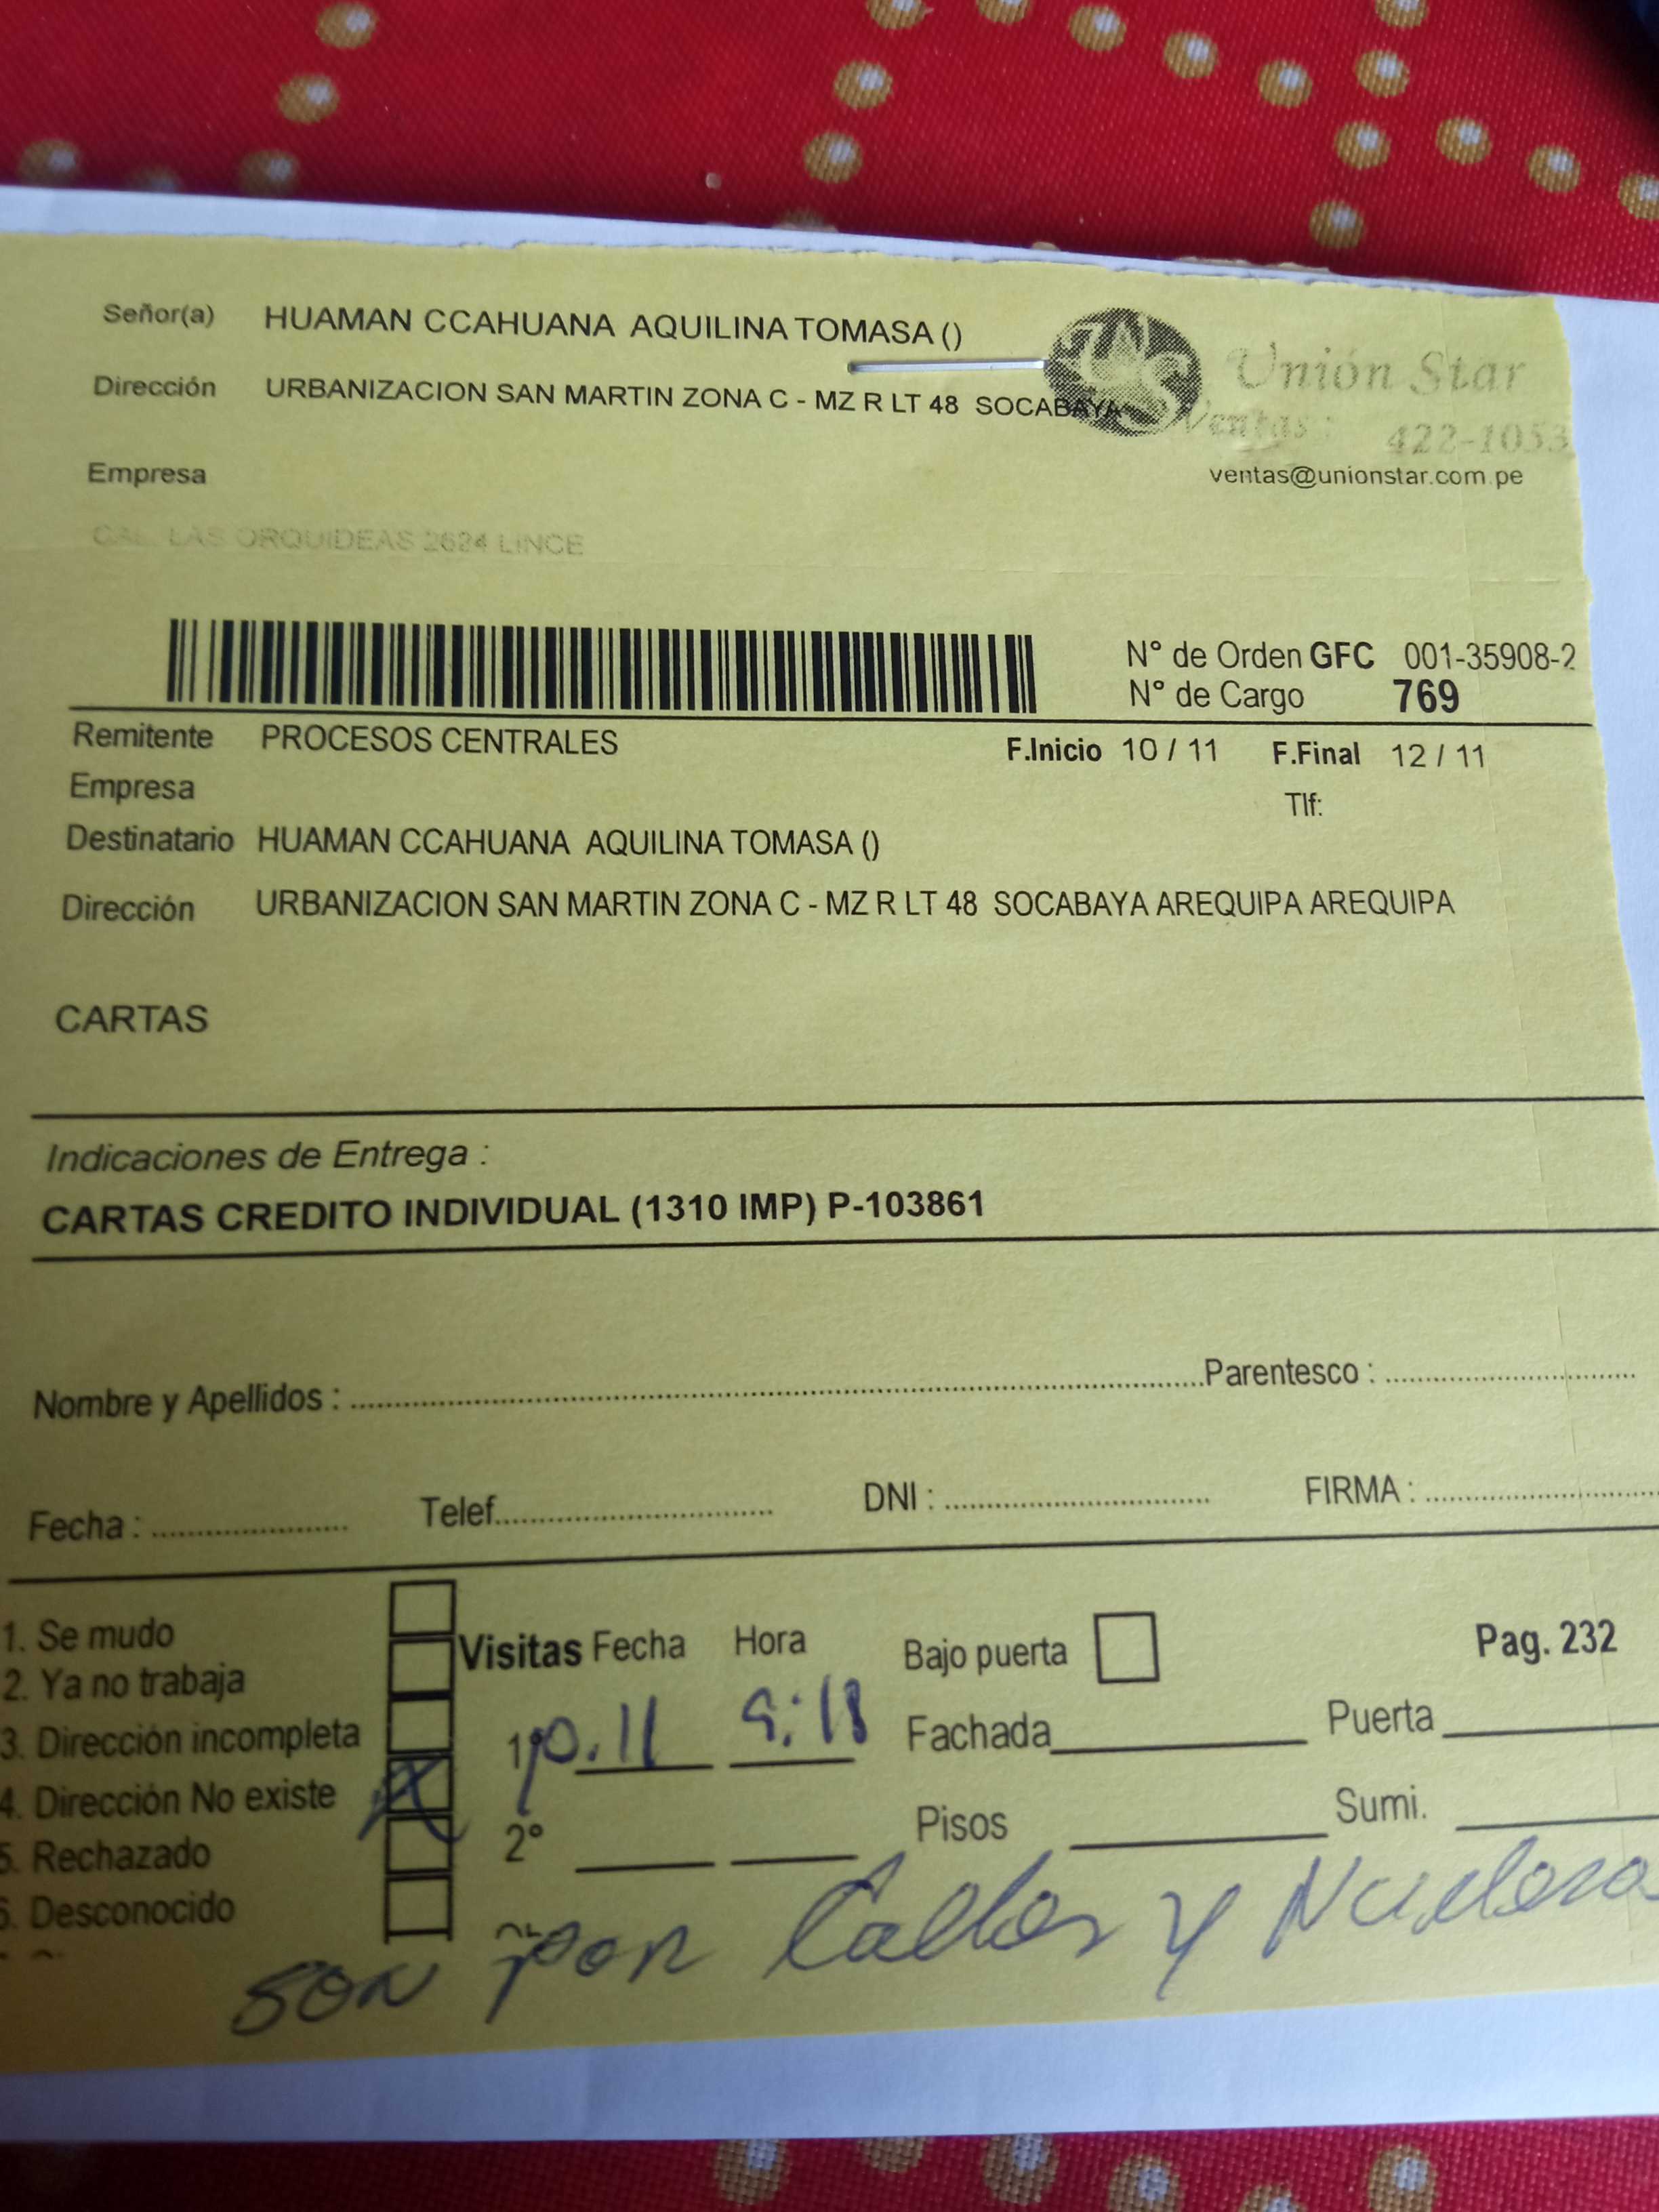 Señor(a) HUAMAN CCAHUANA AQUILINA TOMASA ()
Dirección URBANIZACION SAN MARTIN ZONA C - MZ R LT 48 SOCABAYA
Unión Star
Ventas : 422-1053
Empresa
ventas@unionstar.com.pe
CAL. LAS ORQUIDEAS 2624 LINCE
N° de Orden GFC 001-35908-2
N° de Cargo 769
Remitente PROCESOS CENTRALES F.Inicio 10 / 11 F.Final 12 / 11
Empresa Tlf:
Destinatario HUAMAN CCAHUANA AQUILINA TOMASA ()
Dirección URBANIZACION SAN MARTIN ZONA C - MZ R LT 48 SOCABAYA AREQUIPA AREQUIPA
CARTAS
Indicaciones de Entrega :
CARTAS CREDITO INDIVIDUAL (1310 IMP) P-103861
Nombre y Apellidos : Parentesco :
Fecha : Telef. DNI : FIRMA :
1. Se mudo Visitas Fecha Hora Bajo puerta Pag. 232
2. Ya no trabaja
3. Dirección incompleta 1° 10.11 9:18 Fachada Puerta
4. Dirección No existe X
2° Pisos Sumi.
5. Rechazado
6. Desconocido
son por Calles y